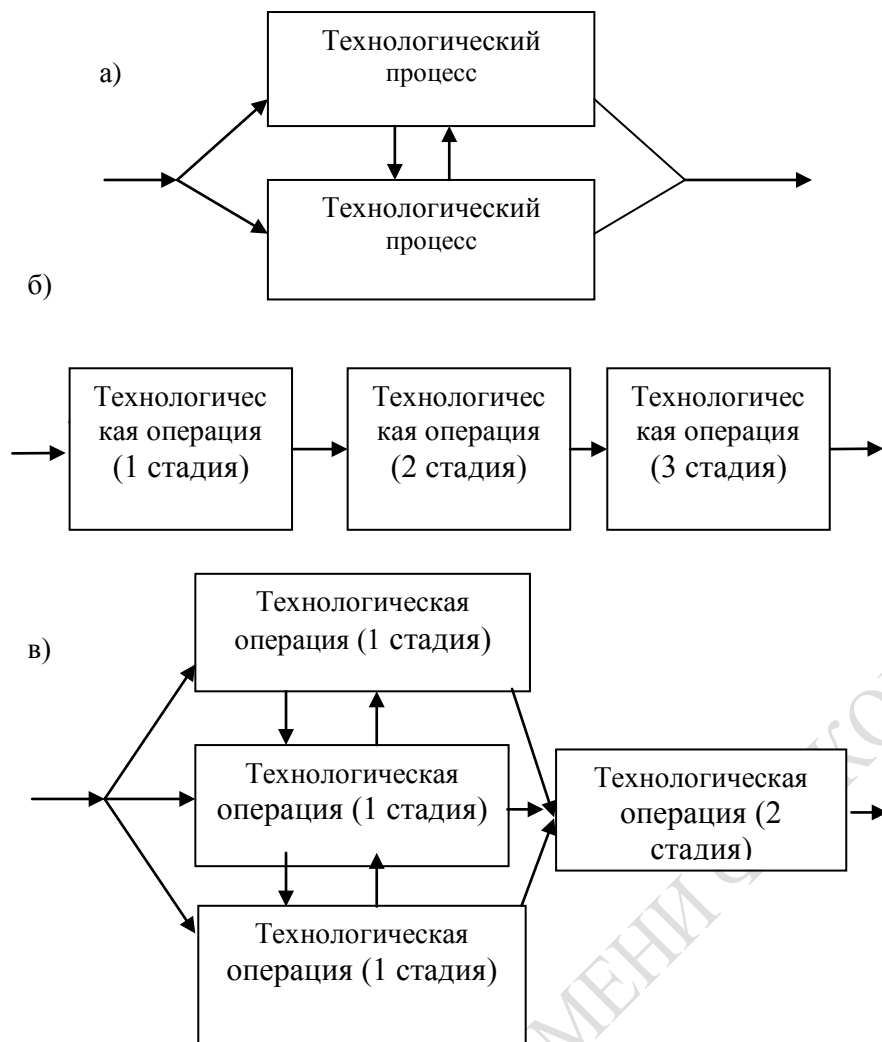 Технологический
процесс
а)
Технологический
процесс
б)
Технологичес
кая операция
(1 стадия)
Технологичес
кая операция
(2 стадия)
Технологичес
кая операция
(3 стадия)
Технологическая
операция (1 стадия)
в)
Технологическая
операция (1 стадия)
Технологическая
операция (2
стадия)
Технологическая
операция (1 стадия)